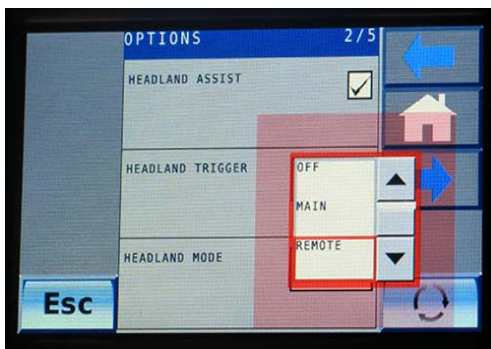 OPTIONS 2/5
HEADLAND ASSIST
HEADLAND TRIGGER
OFF
MAIN
REMOTE
HEADLAND MODE
Esc